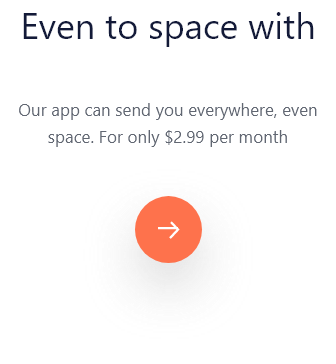 Even to space with
Our app can send you everywhere, even
space. For only $2.99 per month